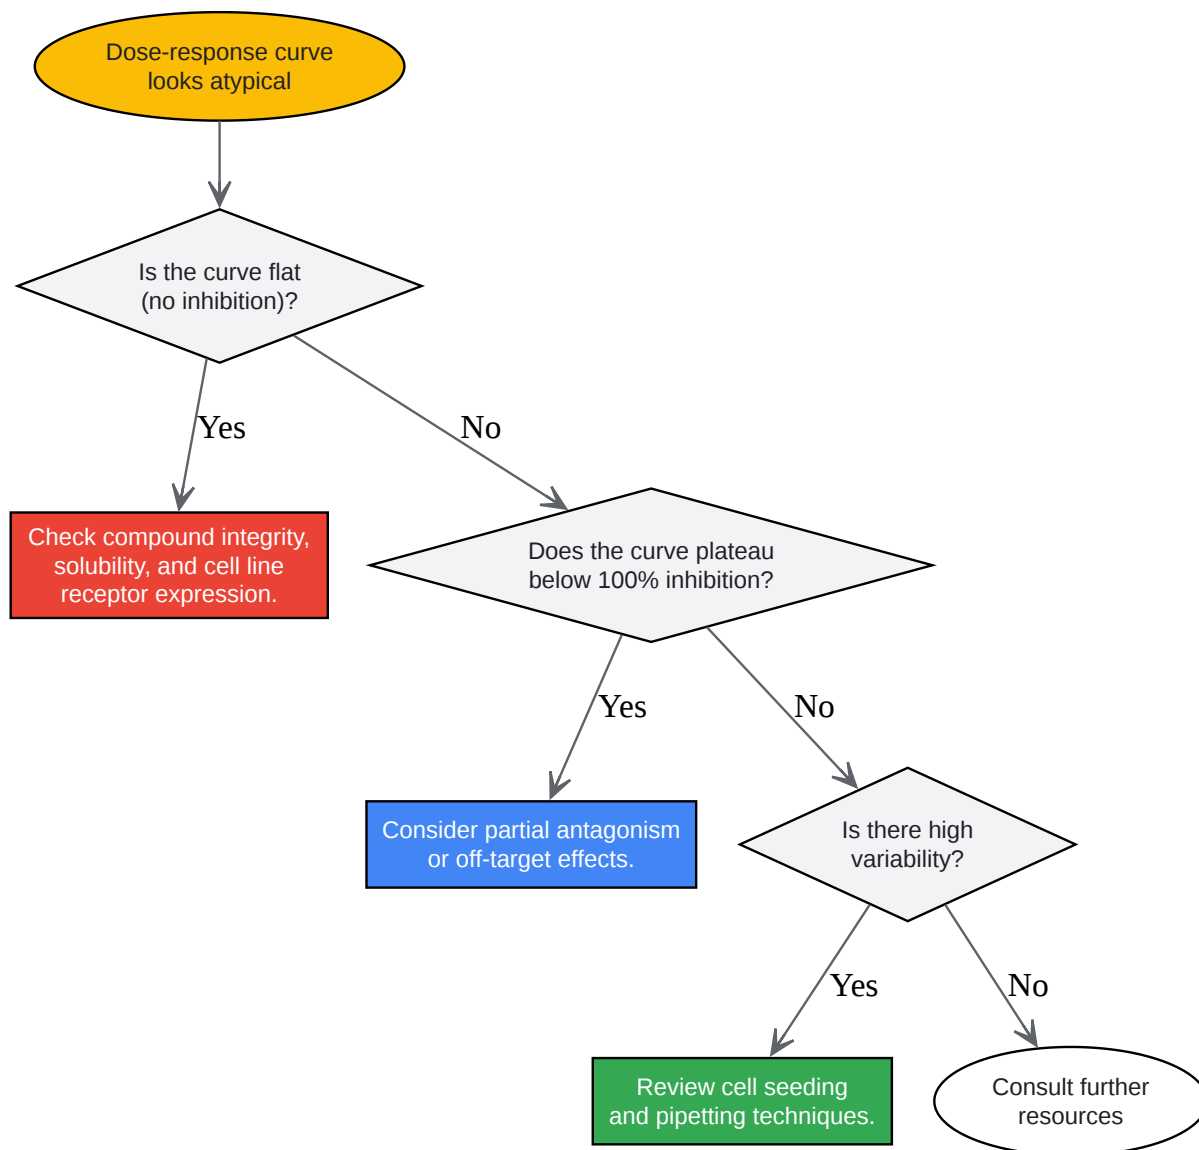 Dose-response curve
looks atypical
Is the curve flat
(no inhibition)?
Yes
No
Check compound integrity,
solubility, and cell line
receptor expression.
Does the curve plateau
below 100% inhibition?
Yes
No
Consider partial antagonism
or off-target effects.
Is there high
variability?
Yes
No
Review cell seeding
and pipetting techniques.
Consult further
resources